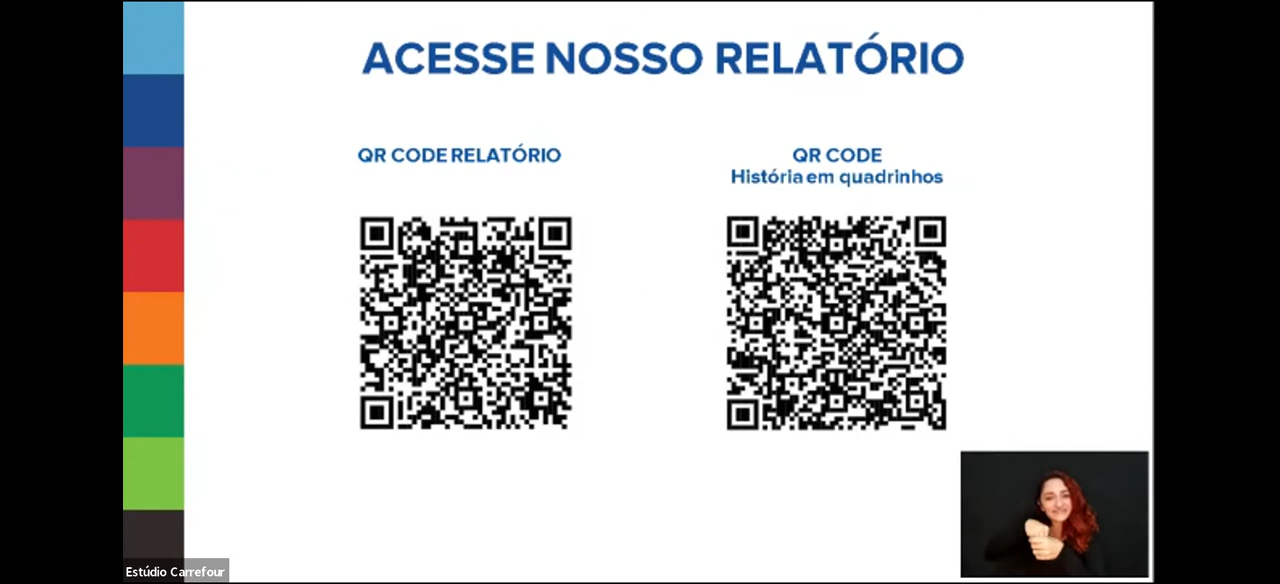 ACESSE NOSSO RELATÓRIO
QR CODE RELATÓRIO
QR CODE
História em quadrinhos
Estúdio Carrefour